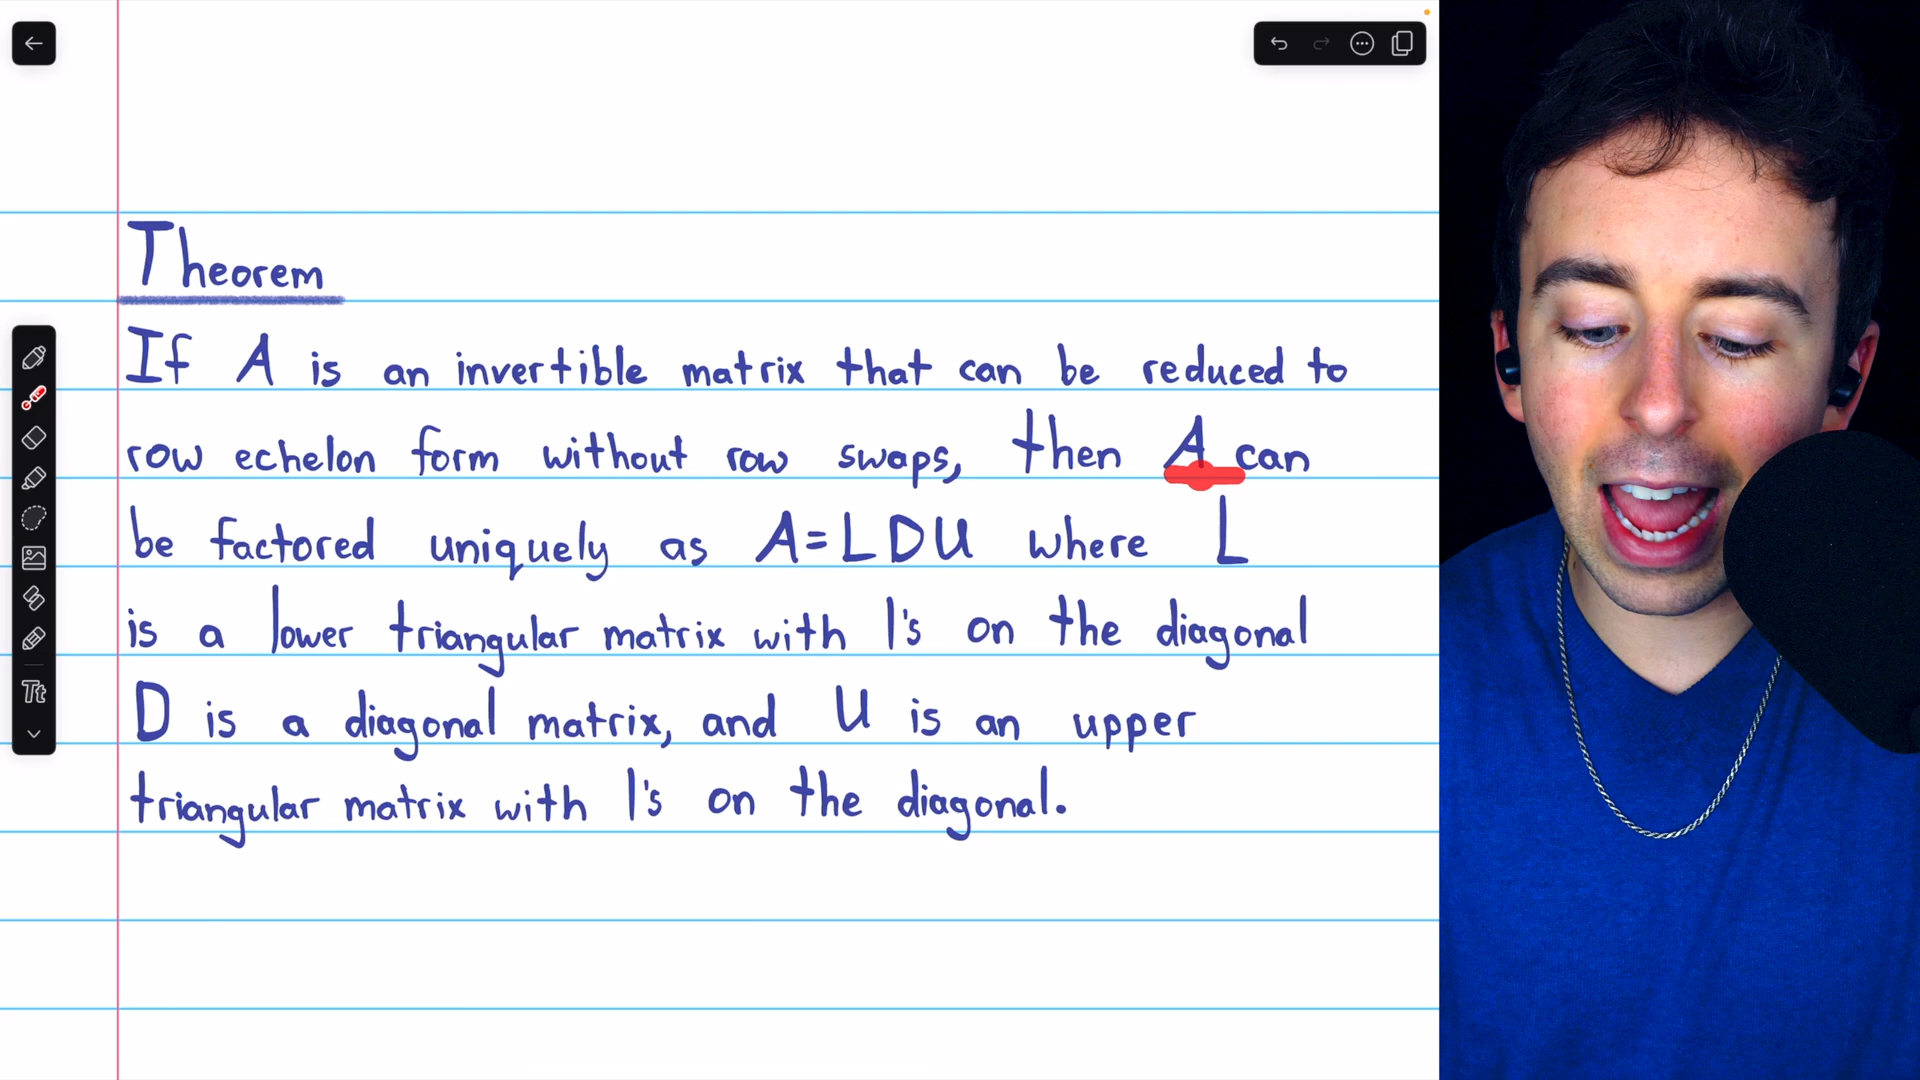 Theorem
If A is an invertible matrix that can be reduced to
row echelon form without row swaps, then A can
be factored uniquely as A=LDU where L
is a lower triangular matrix with 1's on the diagonal
D is a diagonal matrix, and U is an upper
triangular matrix with 1's on the diagonal.
Tt